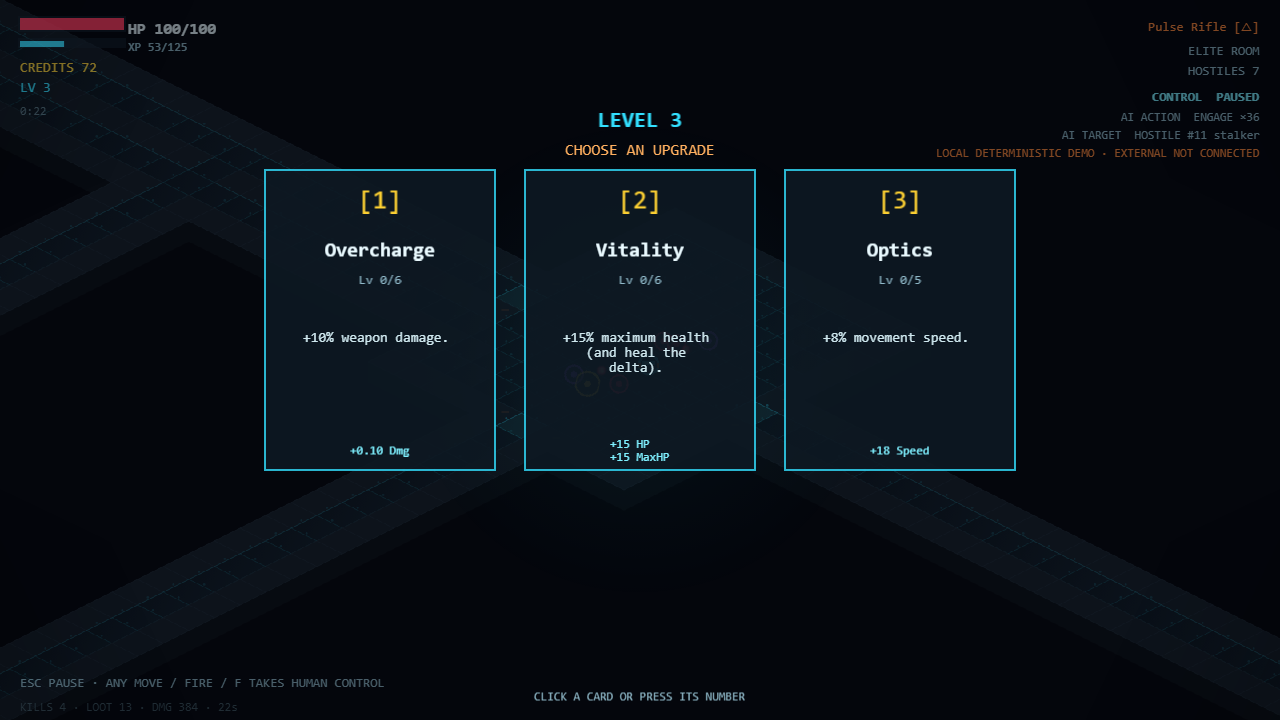 HP 100/100
XP 53/125
CREDITS 72
LV 3
0:22
Pulse Rifle [△]
ELITE ROOM
HOSTILES 7
CONTROL PAUSED
AI ACTION ENGAGE ×36
AI TARGET HOSTILE #11 stalker
LOCAL DETERMINISTIC DEMO · EXTERNAL NOT CONNECTED
LEVEL 3
CHOOSE AN UPGRADE
[1]
Overcharge
Lv 0/6
+10% weapon damage.
+0.10 Dmg
[2]
Vitality
Lv 0/6
+15% maximum health
(and heal the
delta).
+15 HP
+15 MaxHP
[3]
Optics
Lv 0/5
+8% movement speed.
+18 Speed
ESC PAUSE · ANY MOVE / FIRE / F TAKES HUMAN CONTROL
KILLS 4 · LOOT 13 · DMG 384 · 22s
CLICK A CARD OR PRESS ITS NUMBER